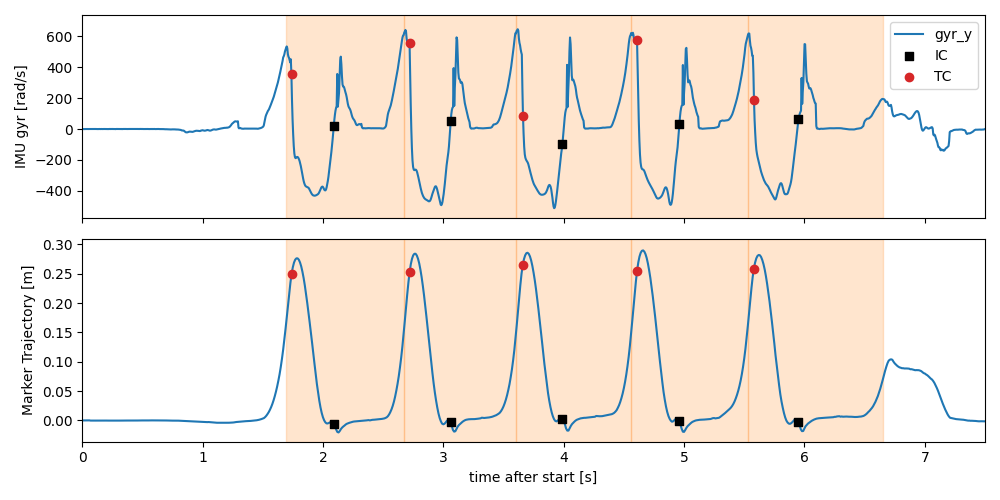 600
400
200
0
−200
−400
IMU gyr [rad/s]
gyr_y
IC
TC
0.30
0.25
0.20
0.15
0.10
0.05
0.00
Marker Trajectory [m]
0 1 2 3 4 5 6 7
time after start [s]